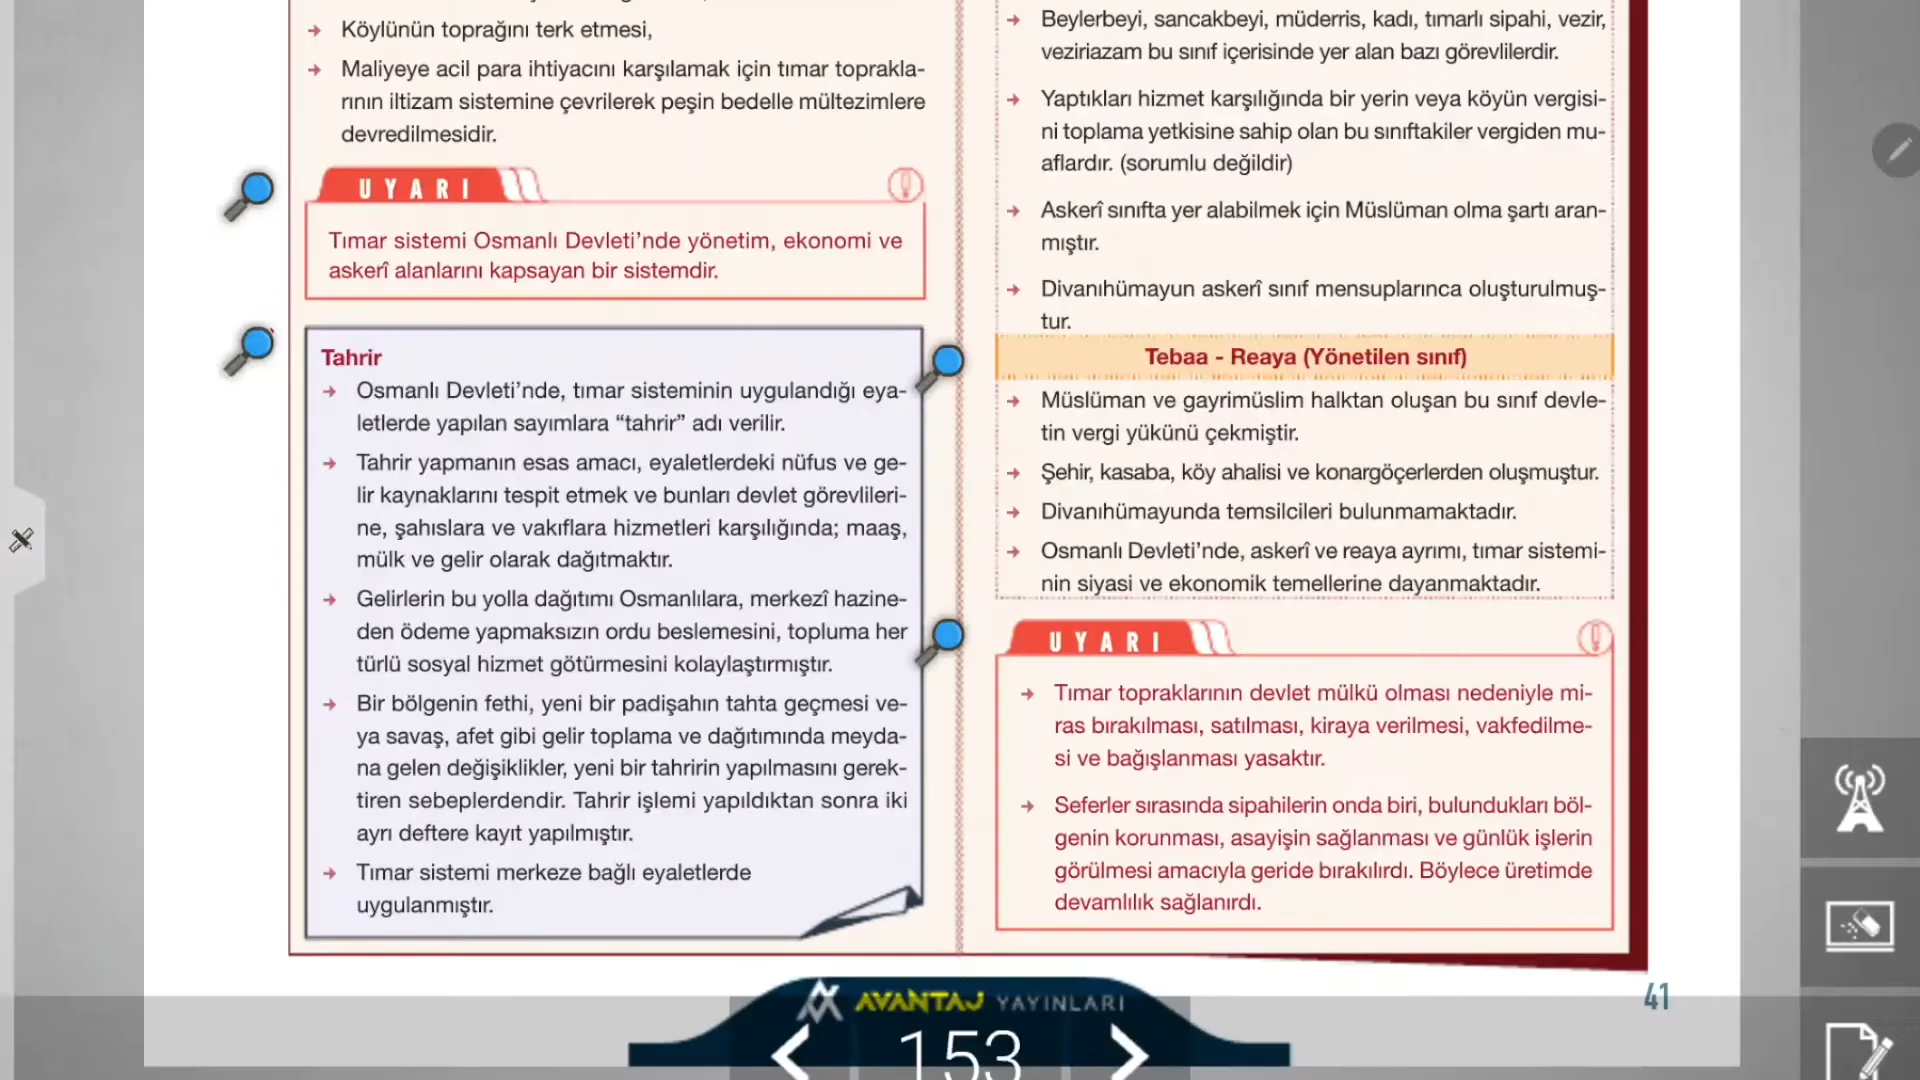 Köylünün toprağını terk etmesi,
Maliyeye acil para ihtiyacını karşılamak için tımar toprakla-
rının iltizam sistemine çevrilerek peşin bedelle mültezimlere
devredilmesidir.
UYARI
Tımar sistemi Osmanlı Devleti’nde yönetim, ekonomi ve
askerî alanlarını kapsayan bir sistemdir.
Tahrir
Osmanlı Devleti’nde, tımar sisteminin uygulandığı eya-
letlerde yapılan sayımlara “tahrir” adı verilir.
Tahrir yapmanın esas amacı, eyaletlerdeki nüfus ve ge-
lir kaynaklarını tespit etmek ve bunları devlet görevlileri-
ne, şahıslara ve vakıflara hizmetleri karşılığında; maaş,
mülk ve gelir olarak dağıtmaktır.
Gelirlerin bu yolla dağıtımı Osmanlılara, merkezî hazine-
den ödeme yapmaksızın ordu beslemesini, topluma her
türlü sosyal hizmet götürmesini kolaylaştırmıştır.
Bir bölgenin fethi, yeni bir padişahın tahta geçmesi ve-
ya savaş, afet gibi gelir toplama ve dağıtımında meyda-
na gelen değişiklikler, yeni bir tahririn yapılmasını gerek-
tiren sebeplerdendir. Tahrir işlemi yapıldıktan sonra iki
ayrı deftere kayıt yapılmıştır.
Tımar sistemi merkeze bağlı eyaletlerde
uygulanmıştır.
Beylerbeyi, sancakbeyi, müderris, kadı, tımarlı sipahi, vezir,
veziriazam bu sınıf içerisinde yer alan bazı görevlilerdir.
Yaptıkları hizmet karşılığında bir yerin veya köyün vergisi-
ni toplama yetkisine sahip olan bu sınıftakiler vergiden mu-
aflardır. (sorumlu değildir)
Askerî sınıfta yer alabilmek için Müslüman olma şartı aran-
mıştır.
Divanıhümayun askerî sınıf mensuplarınca oluşturulmuş-
tur.
Tebaa - Reaya (Yönetilen sınıf)
Müslüman ve gayrimüslim halktan oluşan bu sınıf devle-
tin vergi yükünü çekmiştir.
Şehir, kasaba, köy ahalisi ve konargöçerlerden oluşmuştur.
Divanıhümayunda temsilcileri bulunmamaktadır.
Osmanlı Devleti’nde, askerî ve reaya ayrımı, tımar sistemi-
nin siyasi ve ekonomik temellerine dayanmaktadır.
UYARI
Tımar topraklarının devlet mülkü olması nedeniyle mi-
ras bırakılması, satılması, kiraya verilmesi, vakfedilme-
si ve bağışlanması yasaktır.
Seferler sırasında sipahilerin onda biri, bulundukları böl-
genin korunması, asayişin sağlanması ve günlük işlerin
görülmesi amacıyla geride bırakılırdı. Böylece üretimde
devamlılık sağlanırdı.
AVANTAJ YAYINLARI
41
153